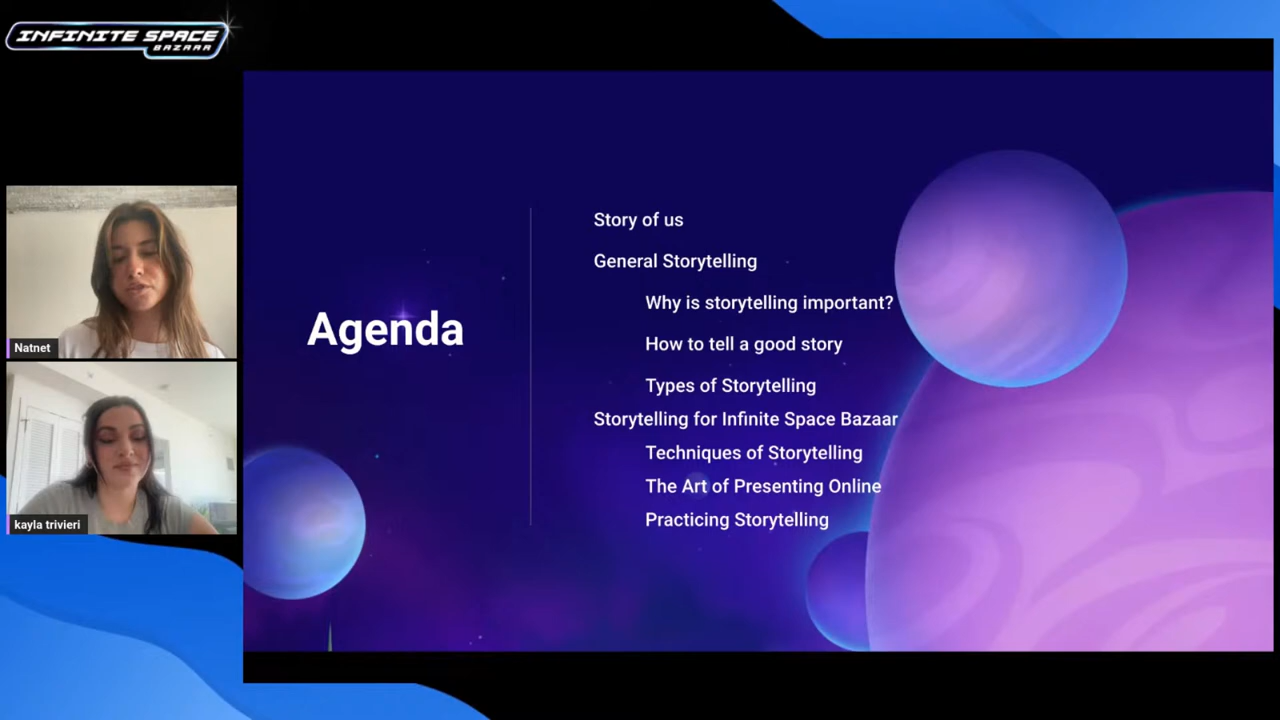 INFINITE SPACE
BAZAAR
Natnet
kayla trivieri
Agenda
Story of us
General Storytelling
Why is storytelling important?
How to tell a good story
Types of Storytelling
Storytelling for Infinite Space Bazaar
Techniques of Storytelling
The Art of Presenting Online
Practicing Storytelling